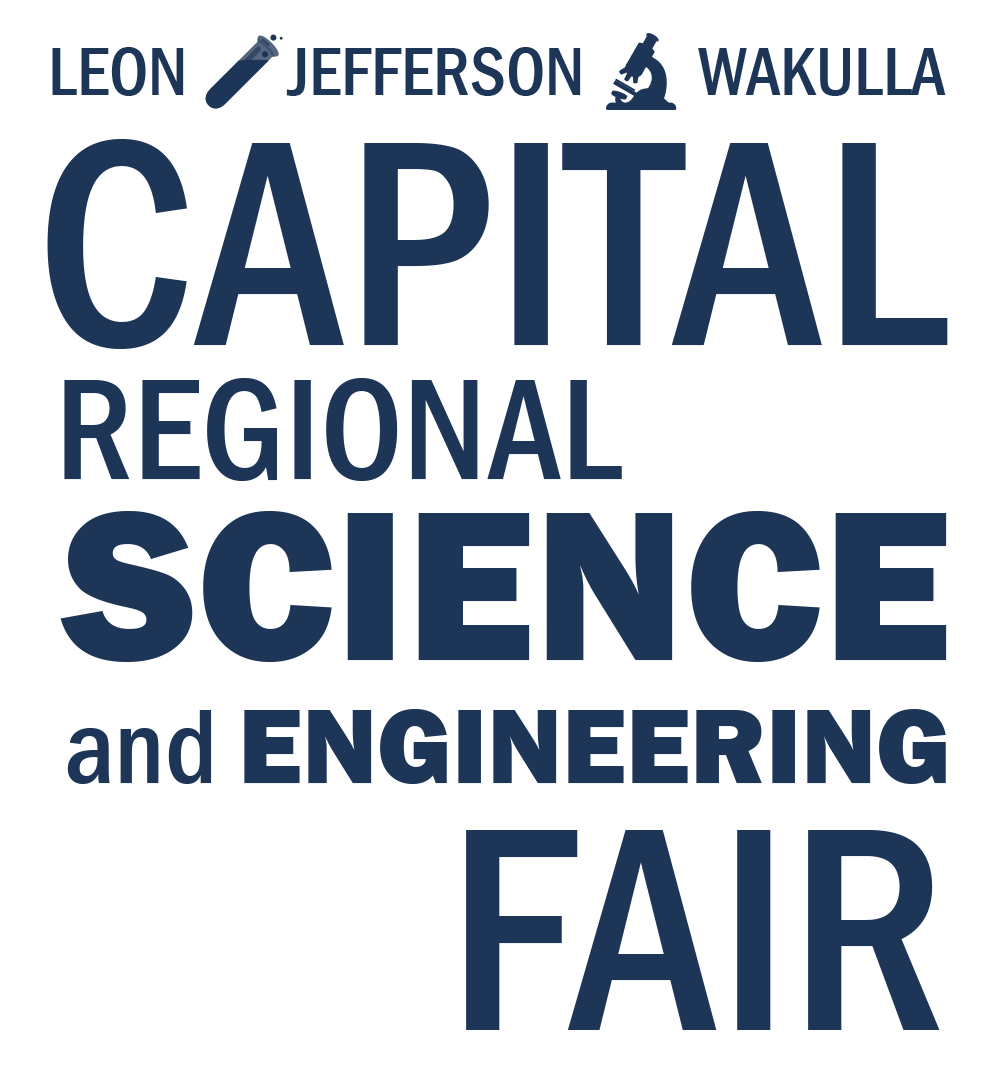 LEON JEFFERSON WAKULLA
CAPITAL
REGIONAL
SCIENCE
and ENGINEERING
FAIR